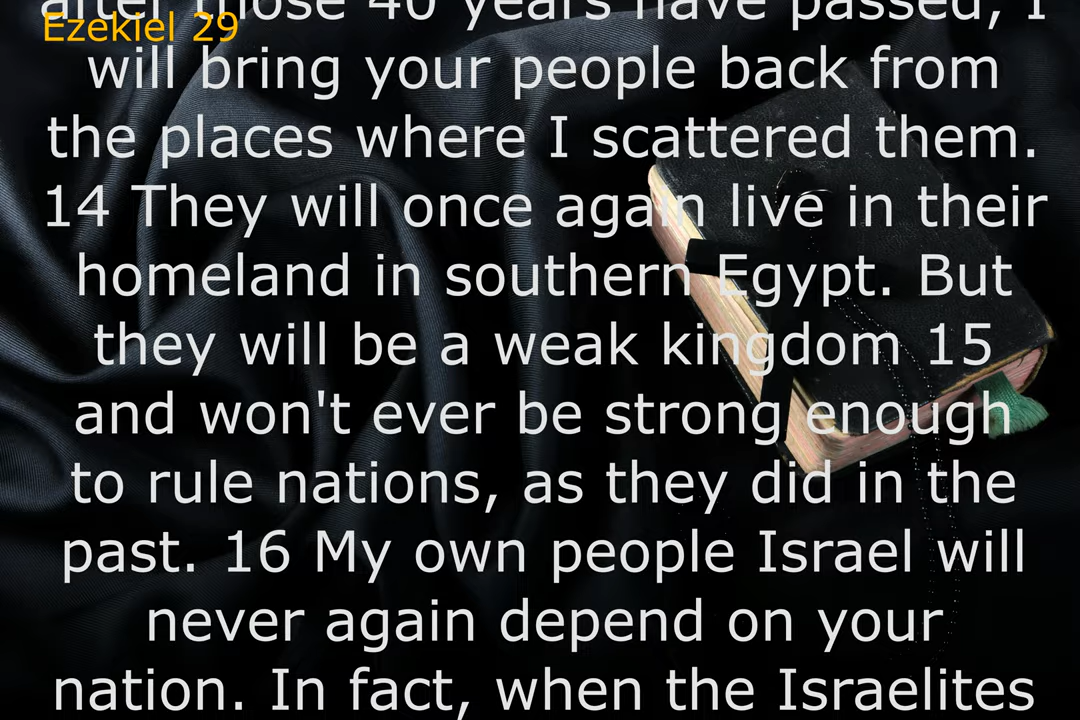 after those 40 years have passed, I
Ezekiel 29
will bring your people back from
the places where I scattered them.
14 They will once again live in their
homeland in southern Egypt. But
they will be a weak kingdom 15
and won't ever be strong enough
to rule nations, as they did in the
past. 16 My own people Israel will
never again depend on your
nation. In fact, when the Israelites